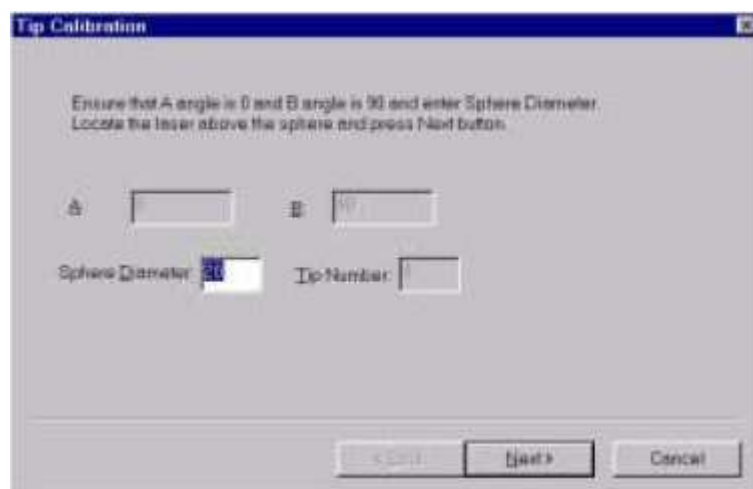 Tip Calibration
Ensure that A angle is 0 and B angle is 90 and enter Sphere Diameter.
Locate the laser above the sphere and press Next button.
A: B:
Sphere Diameter: 20 Tip Number:
Next > Cancel